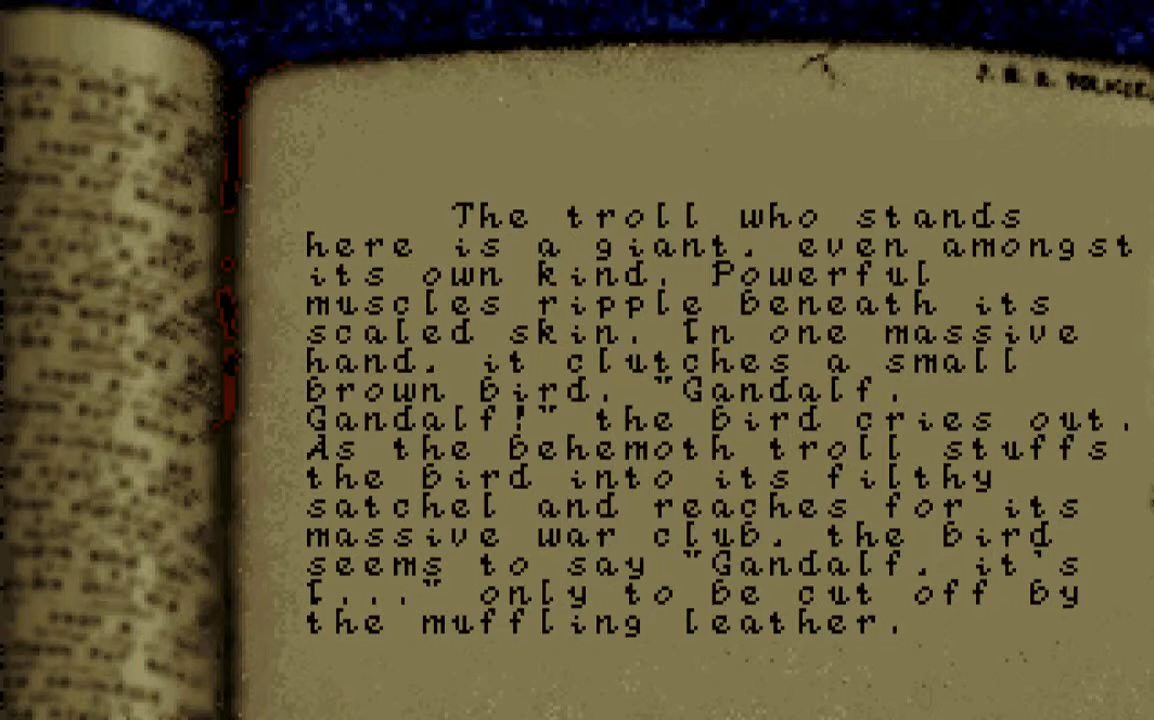 J. R. R. TOLKIE
The troll who stands
here is a giant, even amongst
its own kind. Powerful
muscles ripple beneath its
scaled skin. In one massive
hand, it clutches a small
brown bird. "Gandalf,
Gandalf!" the bird cries out.
As the behemoth troll stuffs
the bird into its filthy
satchel and reaches for its
massive war club, the bird
seems to say "Gandalf, it's
I..." only to be cut off by
the muffling leather.